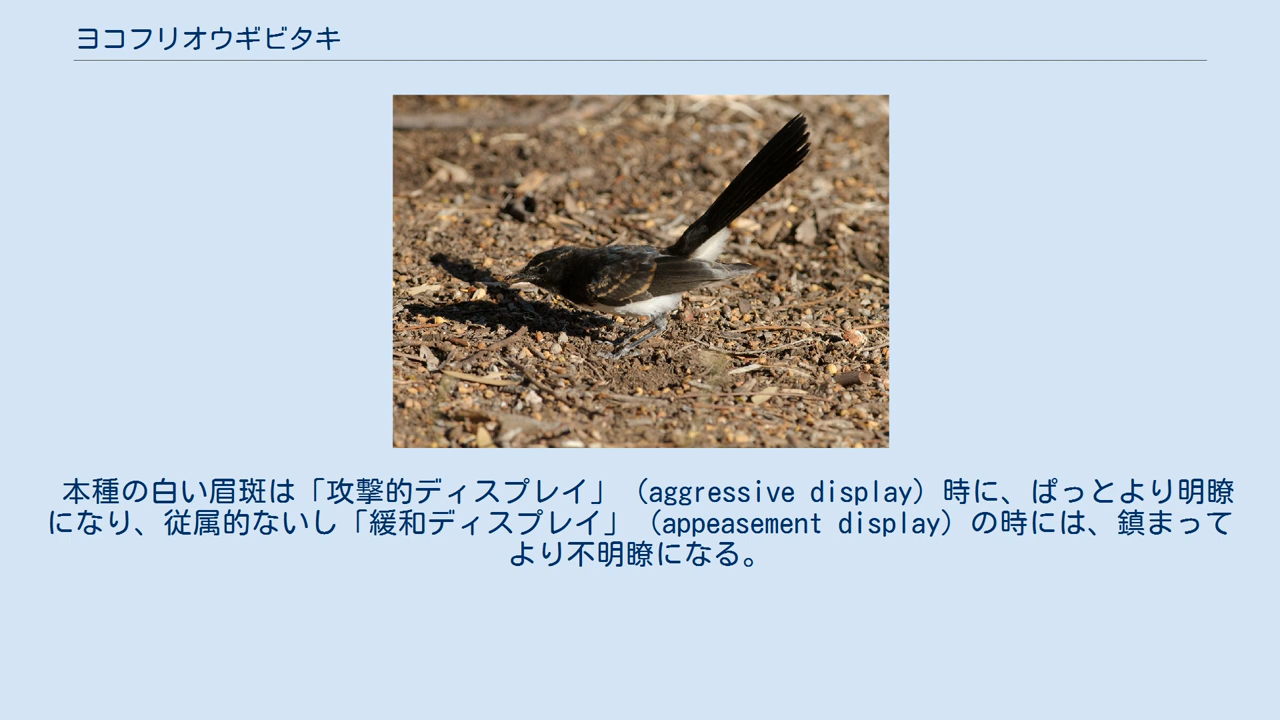 ヨコフリオウギビタキ
本種の白い眉斑は「攻撃的ディスプレイ」（aggressive display）時に、ぱっとより明瞭
になり、従属的ないし「緩和ディスプレイ」（appeasement display）の時には、鎮まって
より不明瞭になる。